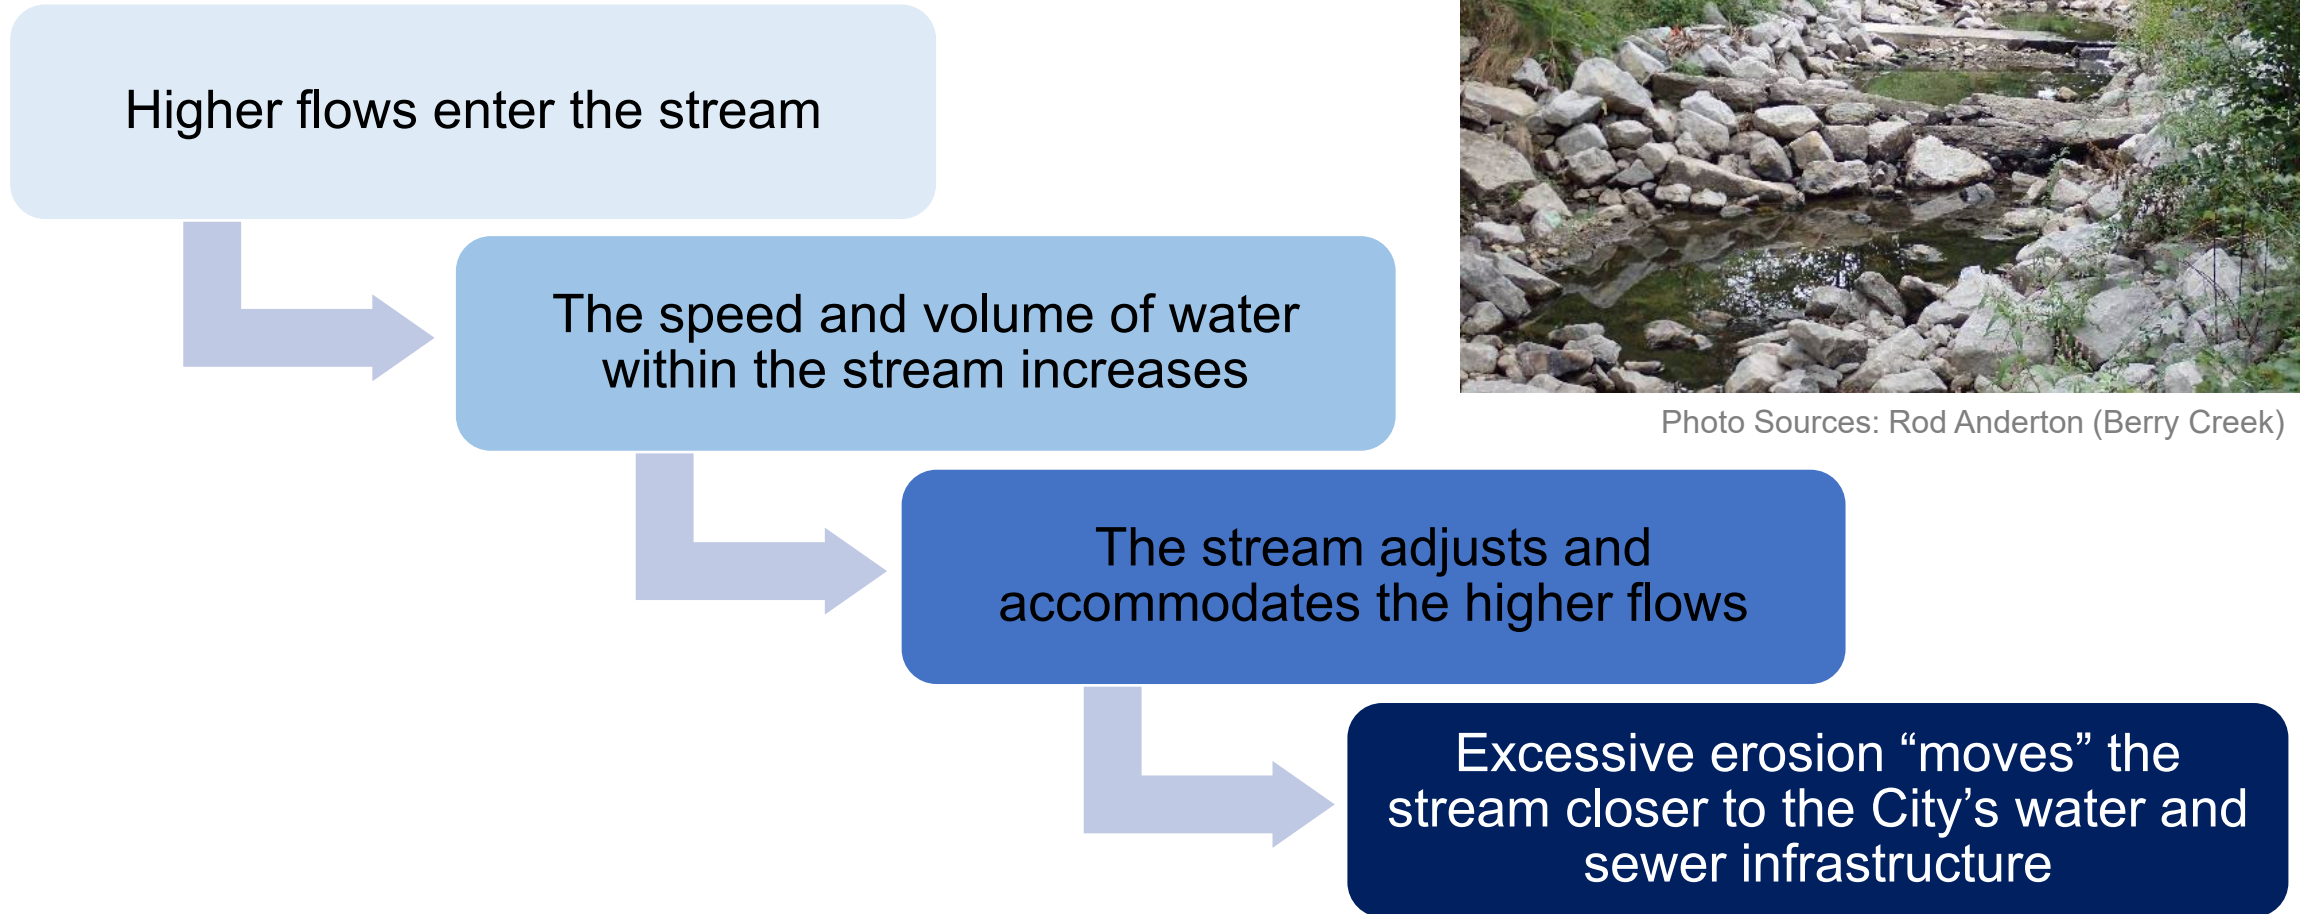 Higher flows enter the stream
The speed and volume of water
within the stream increases
Photo Sources: Rod Anderton (Berry Creek)
The stream adjusts and
accommodates the higher flows
Excessive erosion “moves” the
stream closer to the City’s water and
sewer infrastructure